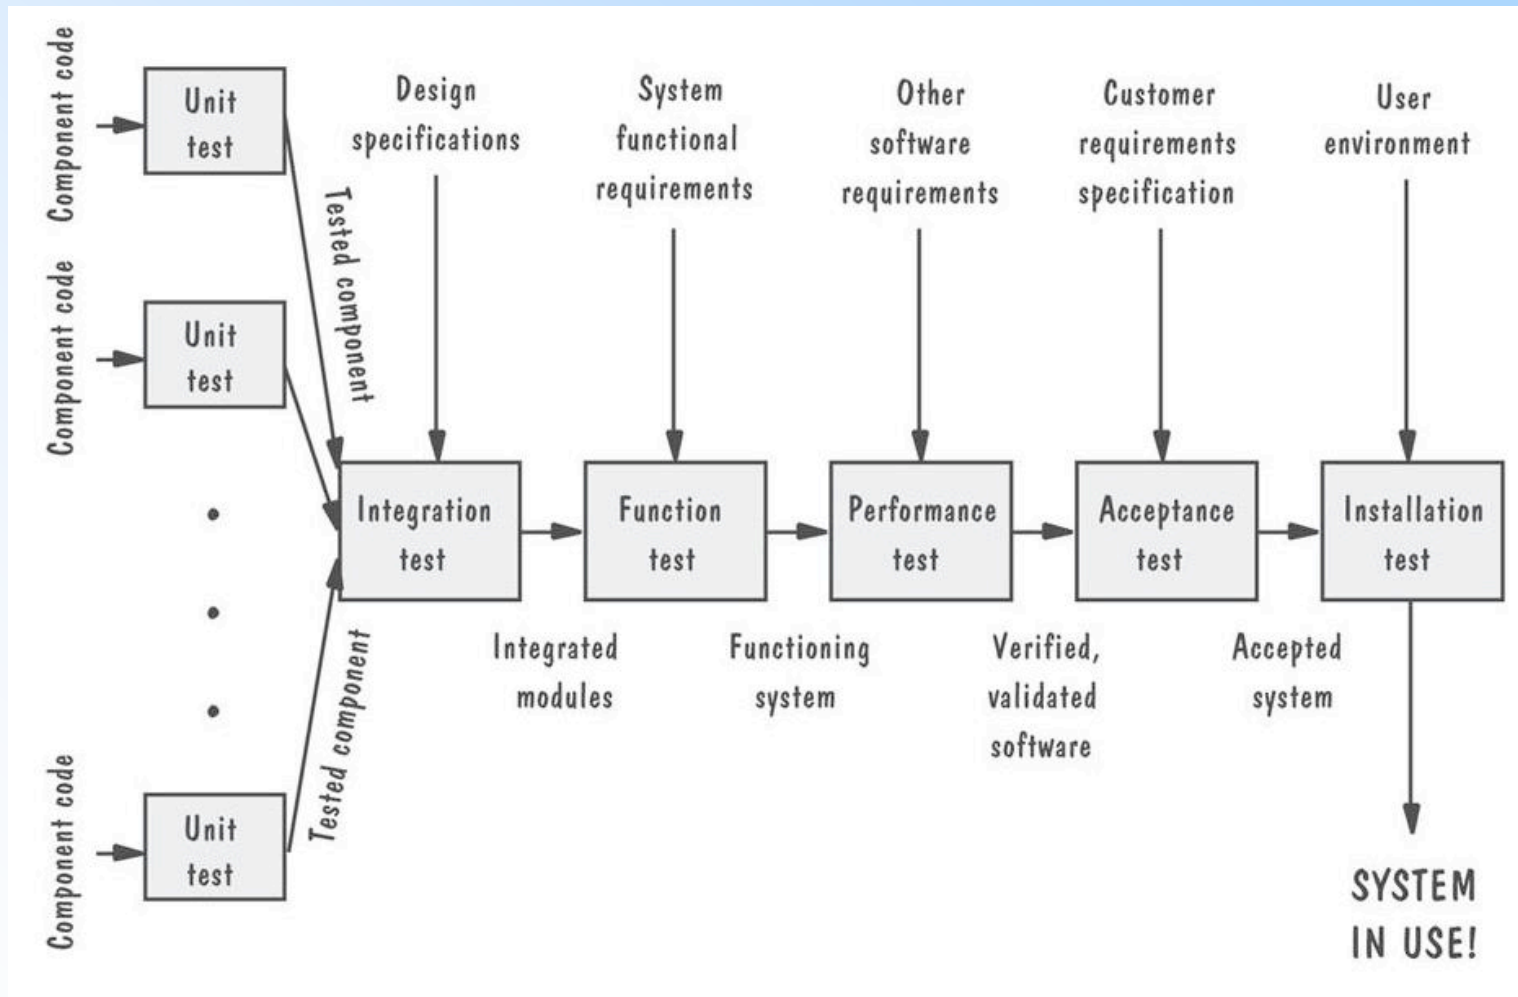 Component code
Unit
test
Component code
Unit
test
Component code
Unit
test
Tested component
Tested component
Design
specifications
System
functional
requirements
Other
software
requirements
Customer
requirements
specification
User
environment
Integration
test
Function
test
Performance
test
Acceptance
test
Installation
test
Integrated
modules
Functioning
system
Verified,
validated
software
Accepted
system
SYSTEM
IN USE!